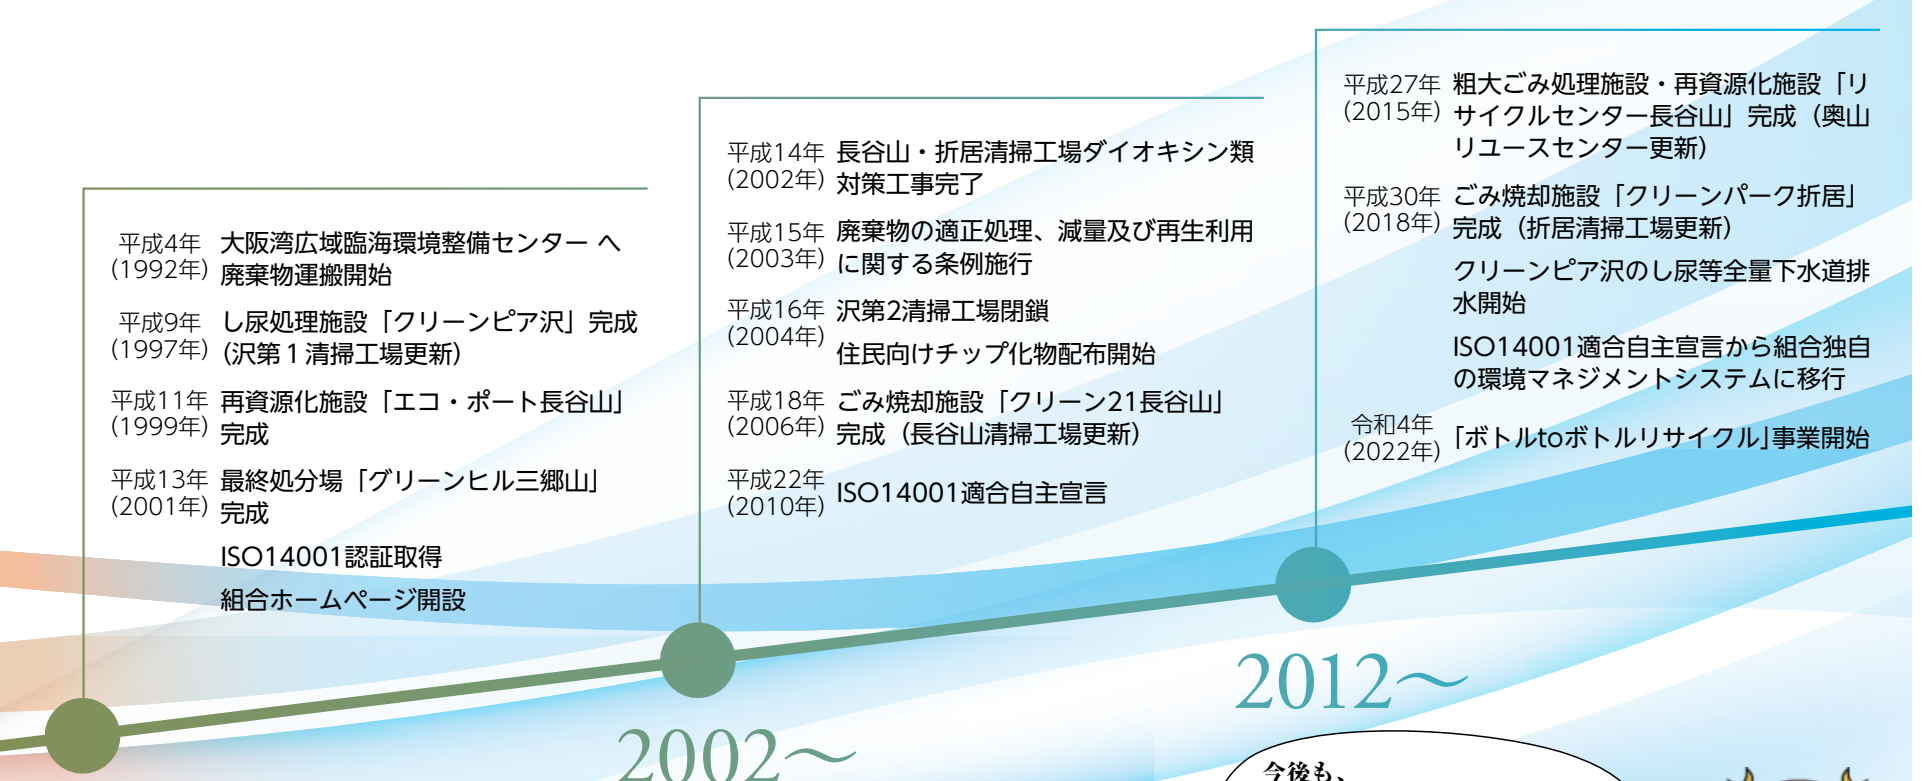 平成4年
(1992年)
大阪湾広域臨海環境整備センター へ
廃棄物運搬開始
平成9年
(1997年)
し尿処理施設「クリーンピア沢」完成
(沢第１清掃工場更新)
平成11年
(1999年)
再資源化施設「エコ・ポート長谷山」
完成
平成13年
(2001年)
最終処分場「グリーンヒル三郷山」
完成
ISO14001認証取得
組合ホームページ開設
平成14年
(2002年)
長谷山・折居清掃工場ダイオキシン類
対策工事完了
平成15年
(2003年)
廃棄物の適正処理、減量及び再生利用
に関する条例施行
平成16年
(2004年)
沢第2清掃工場閉鎖
住民向けチップ化物配布開始
平成18年
(2006年)
ごみ焼却施設「クリーン21長谷山」
完成（長谷山清掃工場更新）
平成22年
(2010年)
ISO14001適合自主宣言
2002～
平成27年
(2015年)
粗大ごみ処理施設・再資源化施設「リ
サイクルセンター長谷山」完成（奥山
リユースセンター更新）
平成30年
(2018年)
ごみ焼却施設「クリーンパーク折居」
完成（折居清掃工場更新）
クリーンピア沢のし尿等全量下水道排
水開始
ISO14001適合自主宣言から組合独自
の環境マネジメントシステムに移行
令和4年
(2022年)
「ボトルtoボトルリサイクル」事業開始
2012～
今後も、